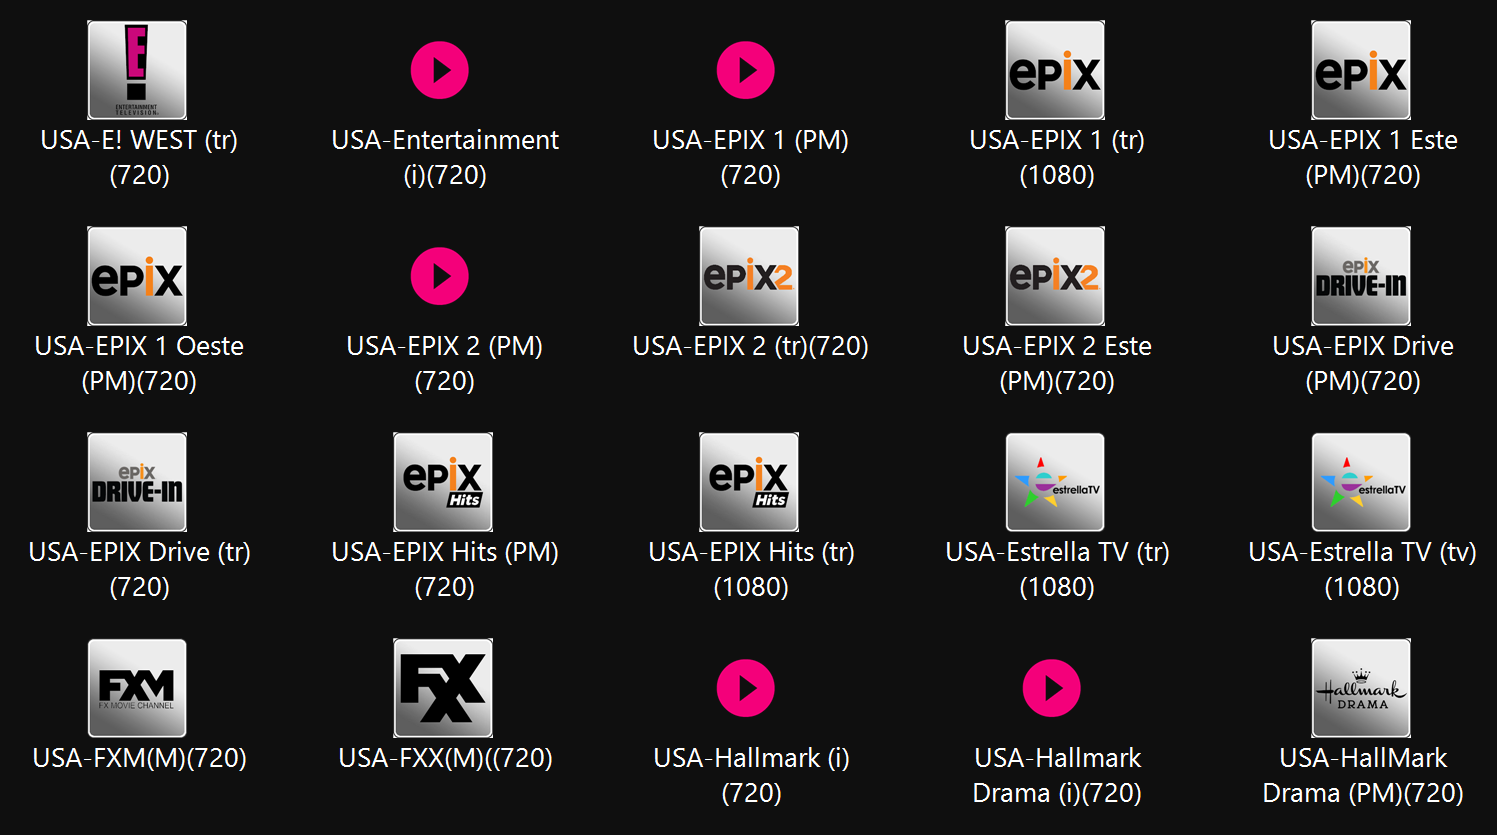 E!
ENTERTAINMENT
TELEVISION®
USA-E! WEST (tr)
(720)
USA-Entertainment
(i)(720)
USA-EPIX 1 (PM)
(720)
epix
USA-EPIX 1 (tr)
(1080)
epix
USA-EPIX 1 Este
(PM)(720)
epix
USA-EPIX 1 Oeste
(PM)(720)
USA-EPIX 2 (PM)
(720)
epix2
USA-EPIX 2 (tr)(720)
epix2
USA-EPIX 2 Este
(PM)(720)
epix
DRIVE-IN
USA-EPIX Drive
(PM)(720)
epix
DRIVE-IN
USA-EPIX Drive (tr)
(720)
epix
Hits
USA-EPIX Hits (PM)
(720)
epix
Hits
USA-EPIX Hits (tr)
(1080)
estrellaTV
USA-Estrella TV (tr)
(1080)
estrellaTV
USA-Estrella TV (tv)
(1080)
FXM
FX MOVIE CHANNEL
USA-FXM(M)(720)
FX
X
USA-FXX(M)((720)
USA-Hallmark (i)
(720)
USA-Hallmark
Drama (i)(720)
Hallmark
DRAMA
USA-HallMark
Drama (PM)(720)